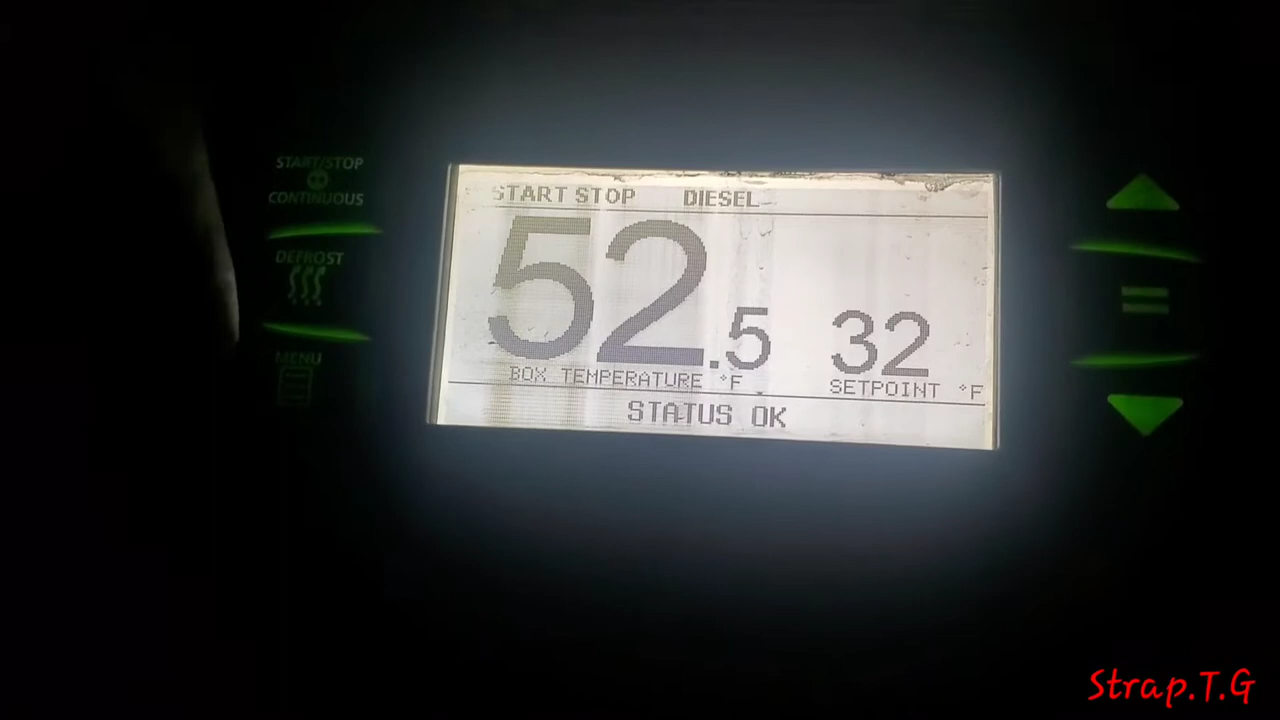 START/STOP
CONTINUOUS
DEFROST
MENU
START STOP DIESEL
52.5 32
BOX TEMPERATURE °F SETPOINT °F
STATUS OK
=
Strap.T.G